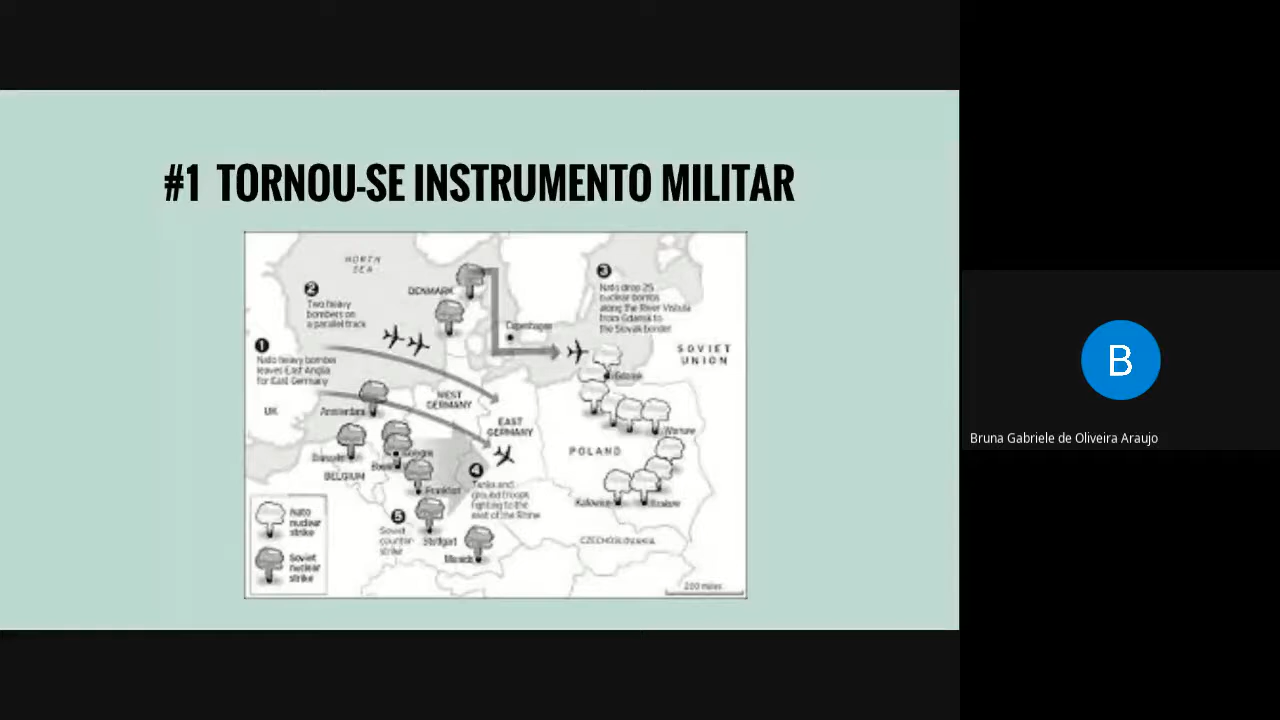 #1 TORNOU-SE INSTRUMENTO MILITAR
NORTH
SEA
2
Two heavy
bombers on
a parallel track
DENMARK
Copenhagen
3
Nato drop 25
nuclear bombs
along the River Vistula
from Gdansk to
the Slovak border
SOVIET
UNION
1
Nato heavy bomber
leaves East Anglia
for East Germany
UK
Amsterdam
WEST
GERMANY
EAST
GERMANY
Gdansk
Warsaw
POLAND
BELGIUM
Frankfurt
4
Tanks and
ground troops
fighting to the
east of the Rhine
Katowice
Krakow
5
Soviet
counter
strike
Stuttgart
Munich
CZECHOSLOVAKIA
Nato
nuclear
strike
Soviet
nuclear
strike
200 miles
B
Bruna Gabriele de Oliveira Araujo